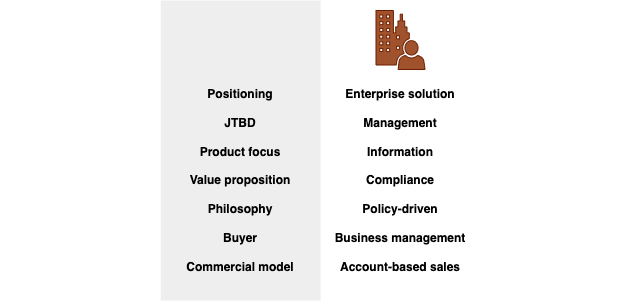 Positioning Enterprise solution
JTBD Management
Product focus Information
Value proposition Compliance
Philosophy Policy-driven
Buyer Business management
Commercial model Account-based sales